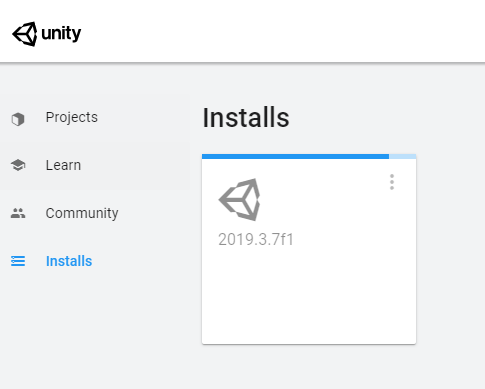 unity
Projects
Learn
Community
Installs
Installs
2019.3.7f1